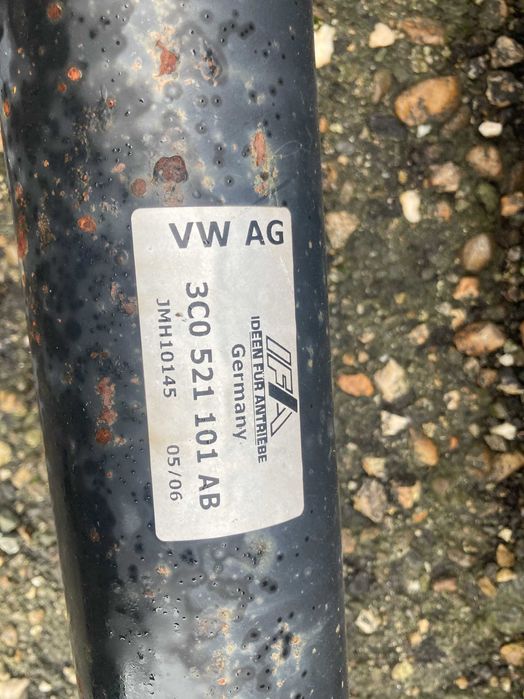 VW AG
IFA
IDEEN FÜR ANTRIEBE
Germany
3C0 521 101 AB
JMH10145 05/06